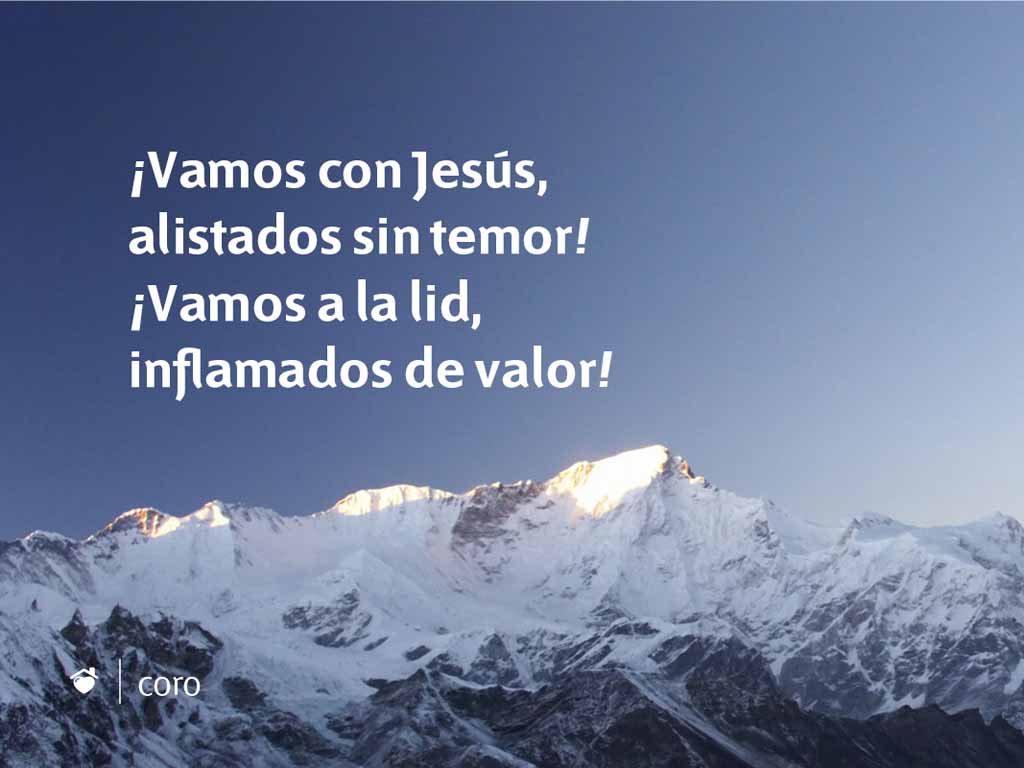 ¡Vamos con Jesús,
alistados sin temor!
¡Vamos a la lid,
inflamados de valor!
coro